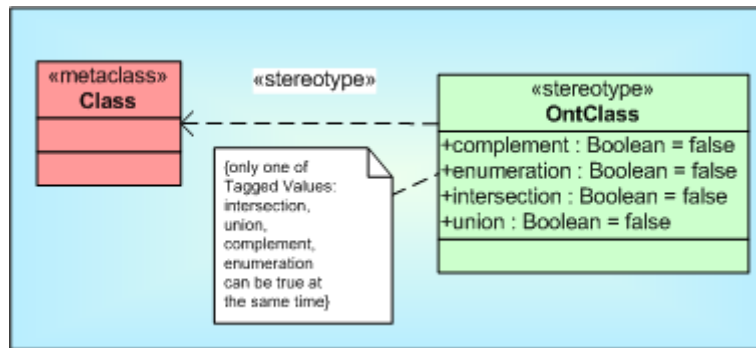 «metaclass»
Class
«stereotype»
«stereotype»
OntClass
+complement : Boolean = false
+enumeration : Boolean = false
+intersection : Boolean = false
+union : Boolean = false
{only one of
Tagged Values:
intersection,
union,
complement,
enumeration
can be true at
the same time}